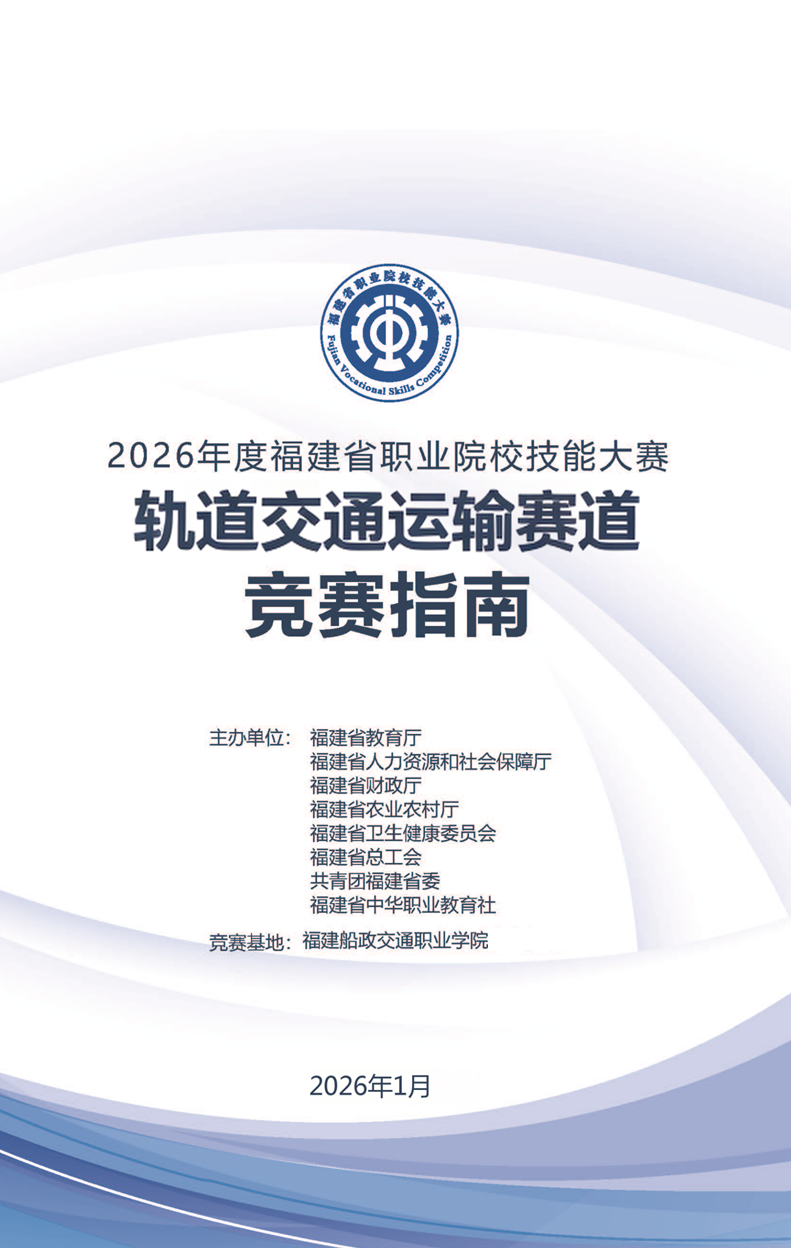 福建省职业院校技能大赛
Fujian Vocational Skills Competition
2026年度福建省职业院校技能大赛
轨道交通运输赛道
竞赛指南
主办单位： 福建省教育厅
福建省人力资源和社会保障厅
福建省财政厅
福建省农业农村厅
福建省卫生健康委员会
福建省总工会
共青团福建省委
福建省中华职业教育社
竞赛基地：福建船政交通职业学院
2026年1月